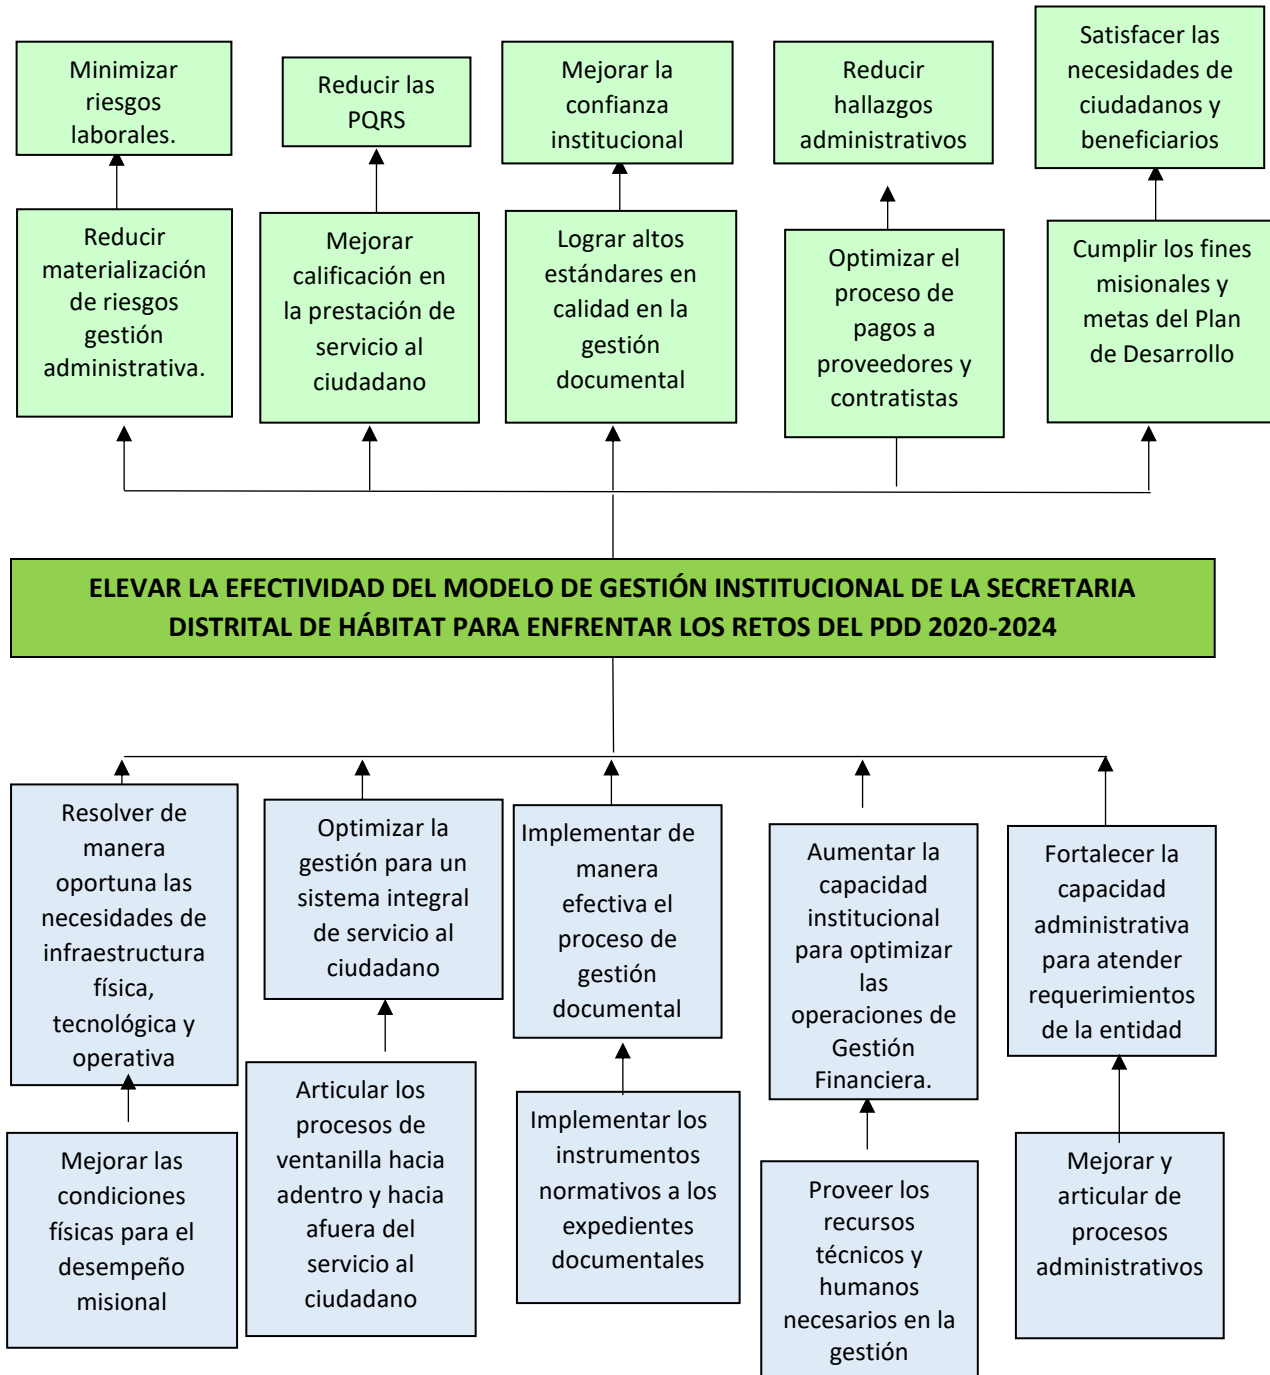 Minimizar
riesgos
laborales.
Reducir las
PQRS
Mejorar la
confianza
institucional
Reducir
hallazgos
administrativos
Satisfacer las
necesidades de
ciudadanos y
beneficiarios
Reducir
materialización
de riesgos
gestión
administrativa.
Mejorar
calificación en
la prestación de
servicio al
ciudadano
Lograr altos
estándares en
calidad en la
gestión
documental
Optimizar el
proceso de
pagos a
proveedores y
contratistas
Cumplir los fines
misionales y
metas del Plan
de Desarrollo
ELEVAR LA EFECTIVIDAD DEL MODELO DE GESTIÓN INSTITUCIONAL DE LA SECRETARIA
DISTRITAL DE HÁBITAT PARA ENFRENTAR LOS RETOS DEL PDD 2020-2024
Resolver de
manera
oportuna las
necesidades de
infraestructura
física,
tecnológica y
operativa
Optimizar la
gestión para un
sistema integral
de servicio al
ciudadano
Implementar de
manera
efectiva el
proceso de
gestión
documental
Aumentar la
capacidad
institucional
para optimizar
las
operaciones de
Gestión
Financiera.
Fortalecer la
capacidad
administrativa
para atender
requerimientos
de la entidad
Mejorar las
condiciones
físicas para el
desempeño
misional
Articular los
procesos de
ventanilla hacia
adentro y hacia
afuera del
servicio al
ciudadano
Implementar los
instrumentos
normativos a los
expedientes
documentales
Proveer los
recursos
técnicos y
humanos
necesarios en la
gestión
Mejorar y
articular de
procesos
administrativos